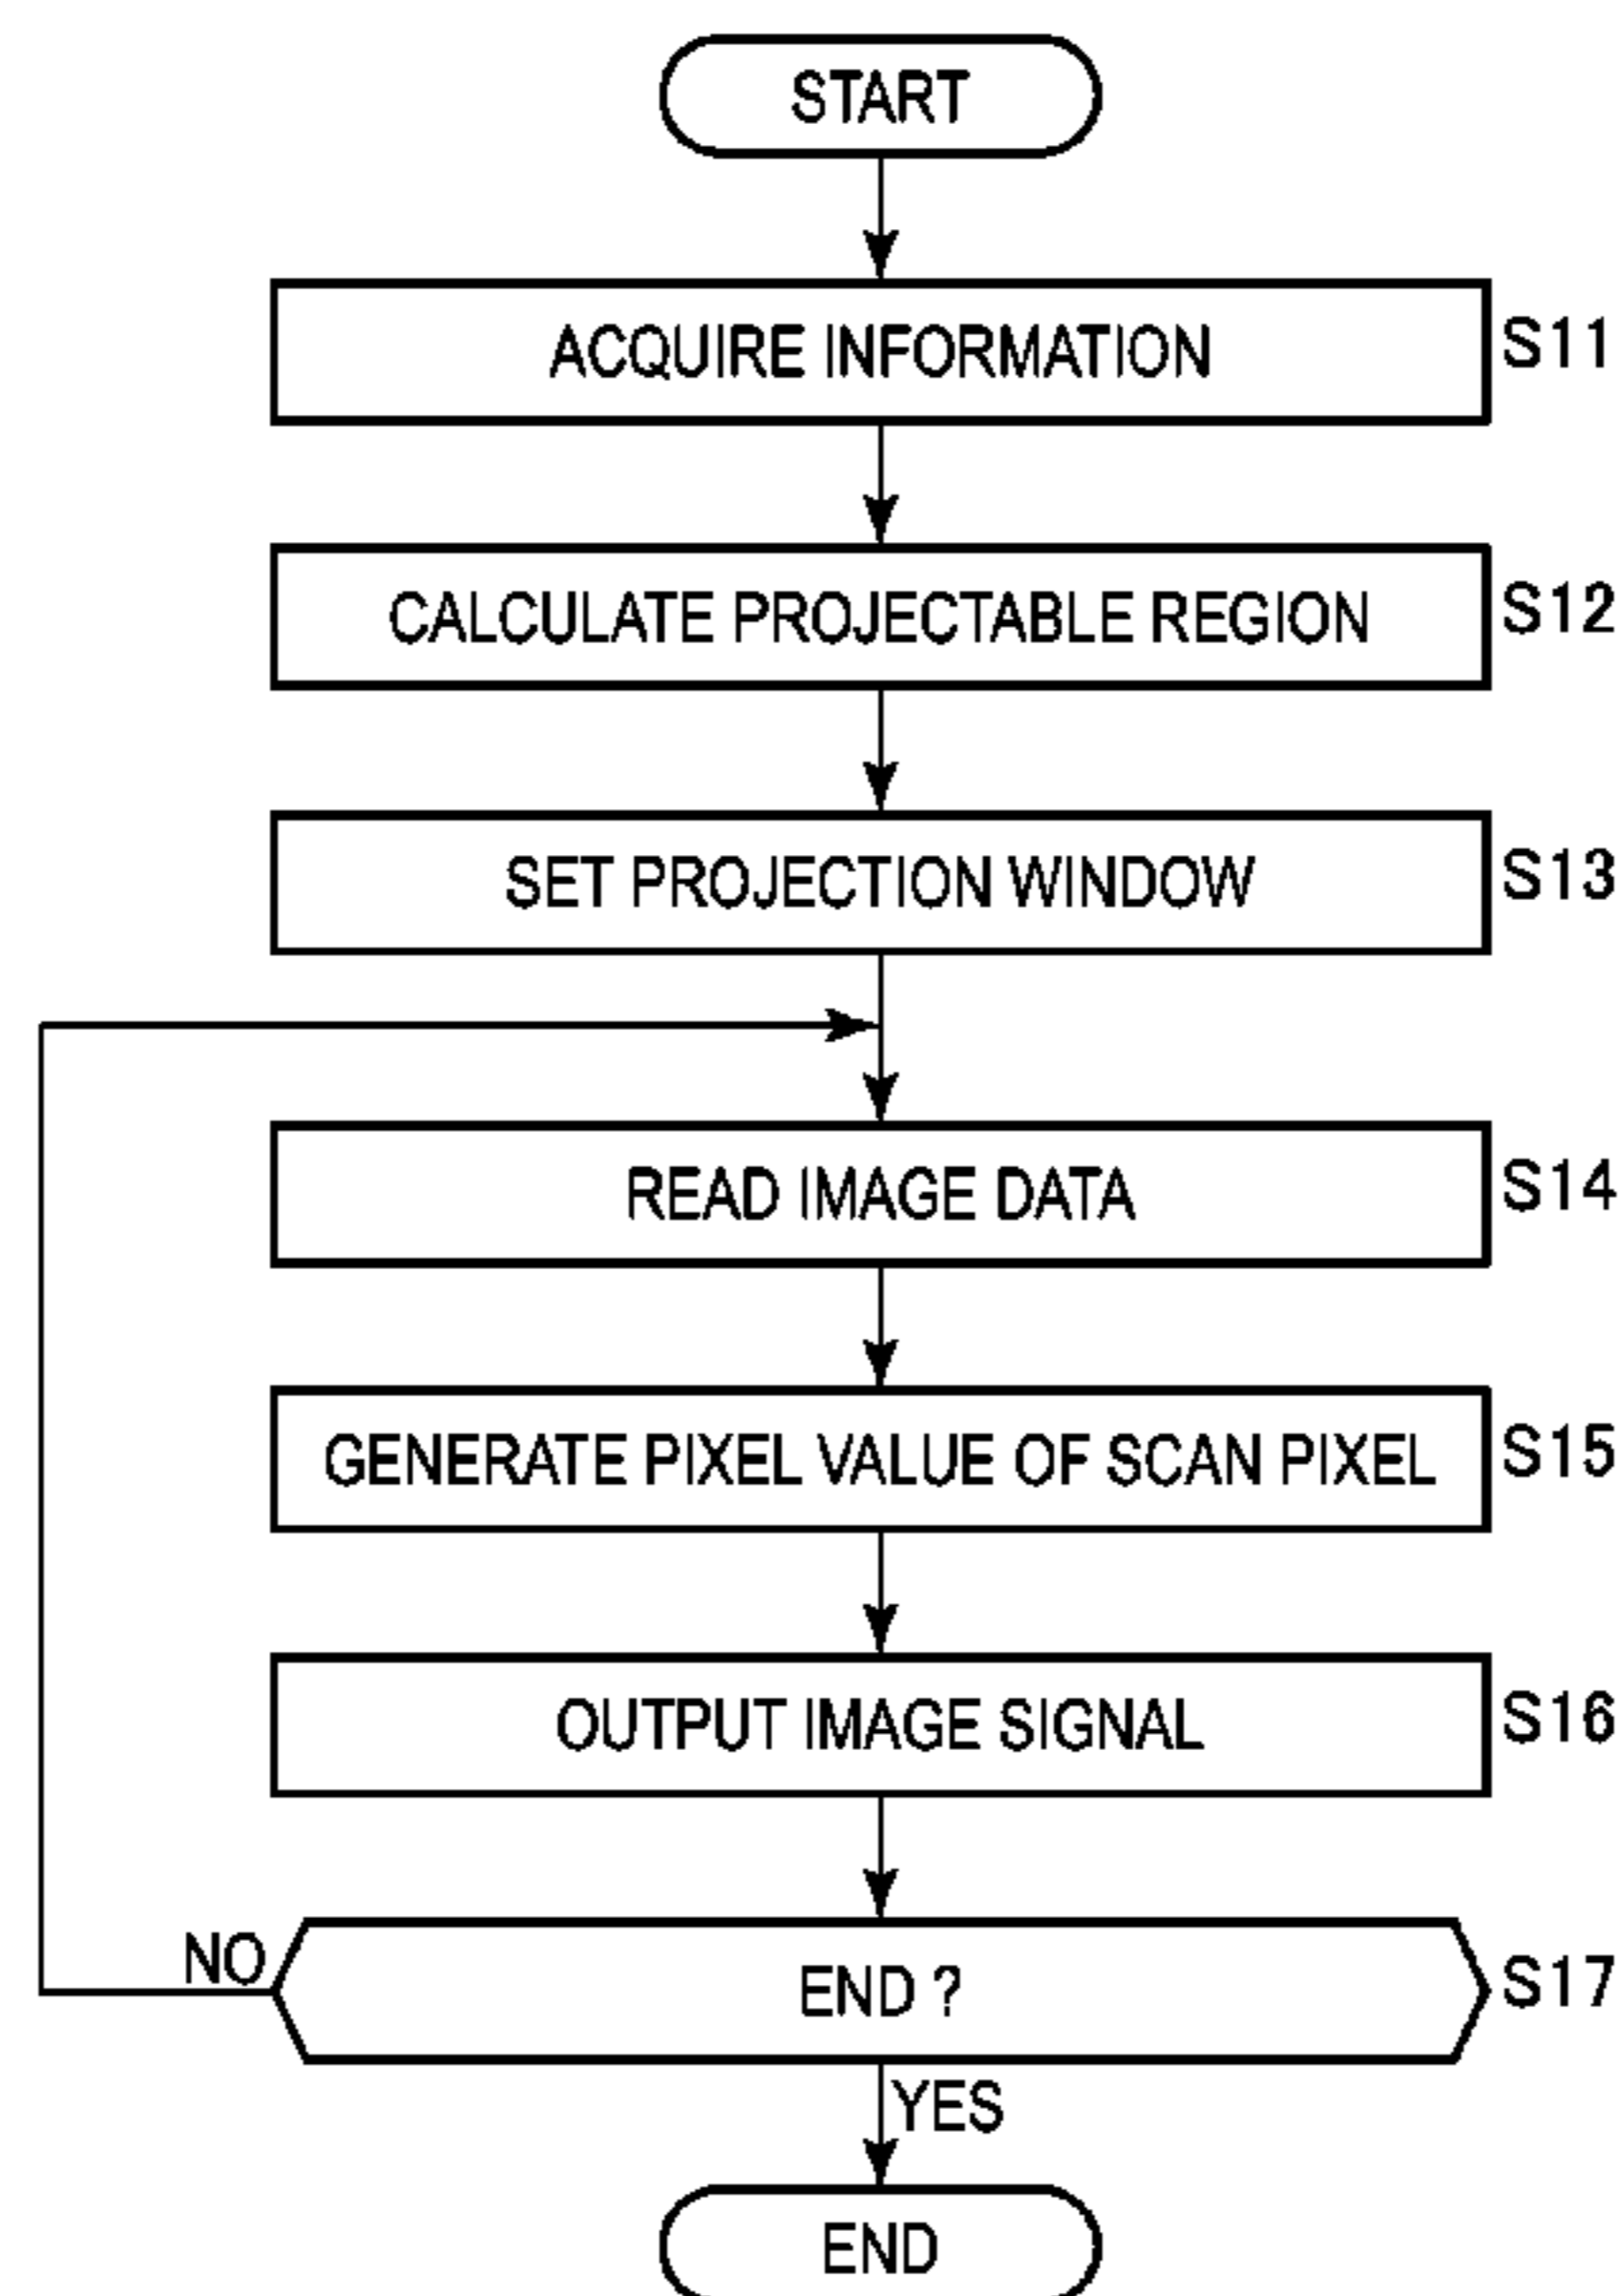 START
ACQUIRE INFORMATION S11
CALCULATE PROJECTABLE REGION S12
SET PROJECTION WINDOW S13
READ IMAGE DATA S14
GENERATE PIXEL VALUE OF SCAN PIXEL S15
OUTPUT IMAGE SIGNAL S16
NO
END ? S17
YES
END